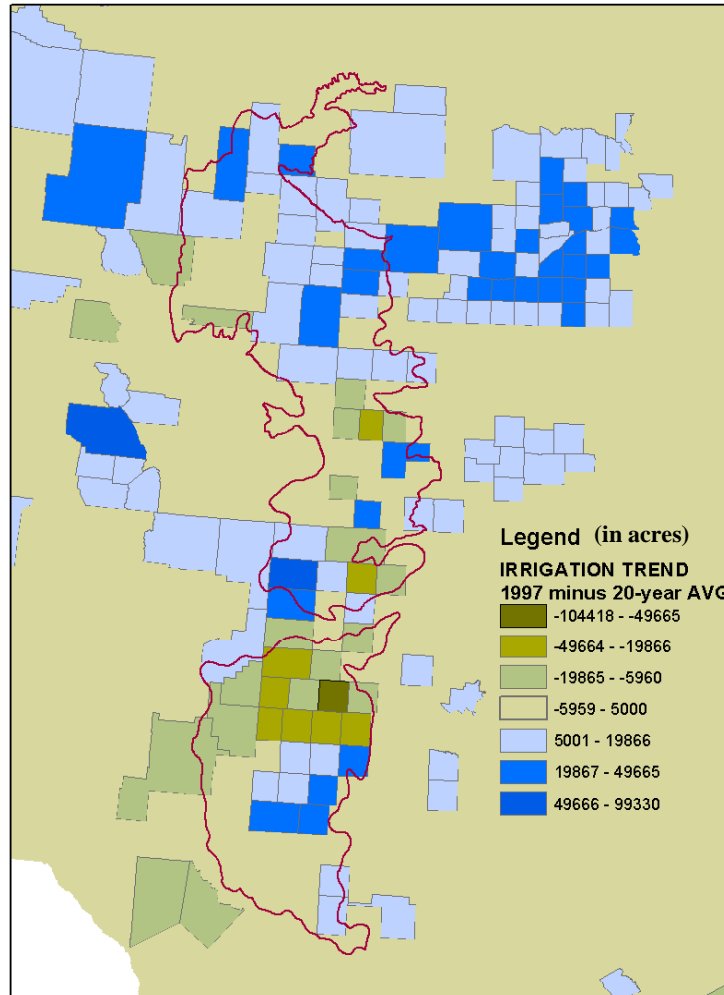 Legend (in acres)
IRRIGATION TREND
1997 minus 20-year AVG
-104418 - -49665
-49664 - -19866
-19865 - -5960
-5959 - 5000
5001 - 19866
19867 - 49665
49666 - 99330